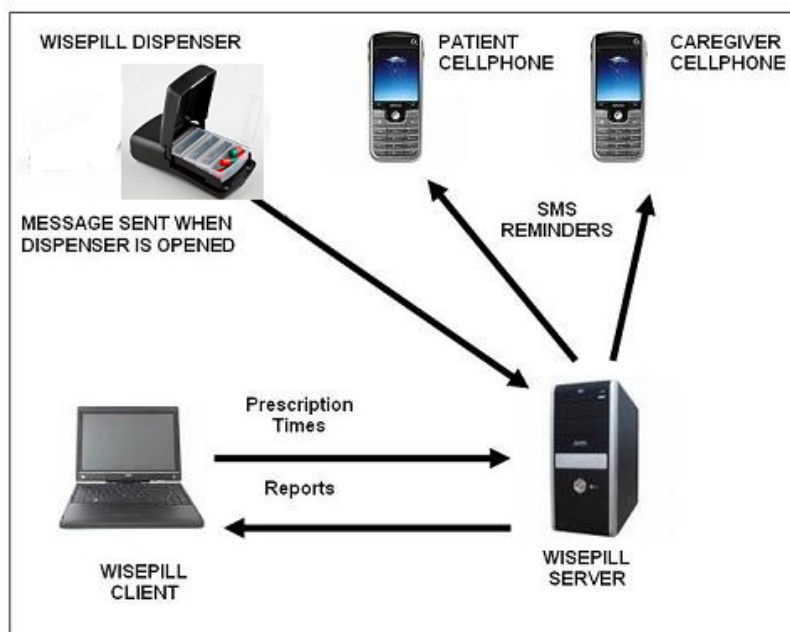 WISEPILL DISPENSER
PATIENT
CELLPHONE
CAREGIVER
CELLPHONE
MESSAGE SENT WHEN
DISPENSER IS OPENED
SMS
REMINDERS
Prescription
Times
Reports
WISEPILL
CLIENT
WISEPILL
SERVER